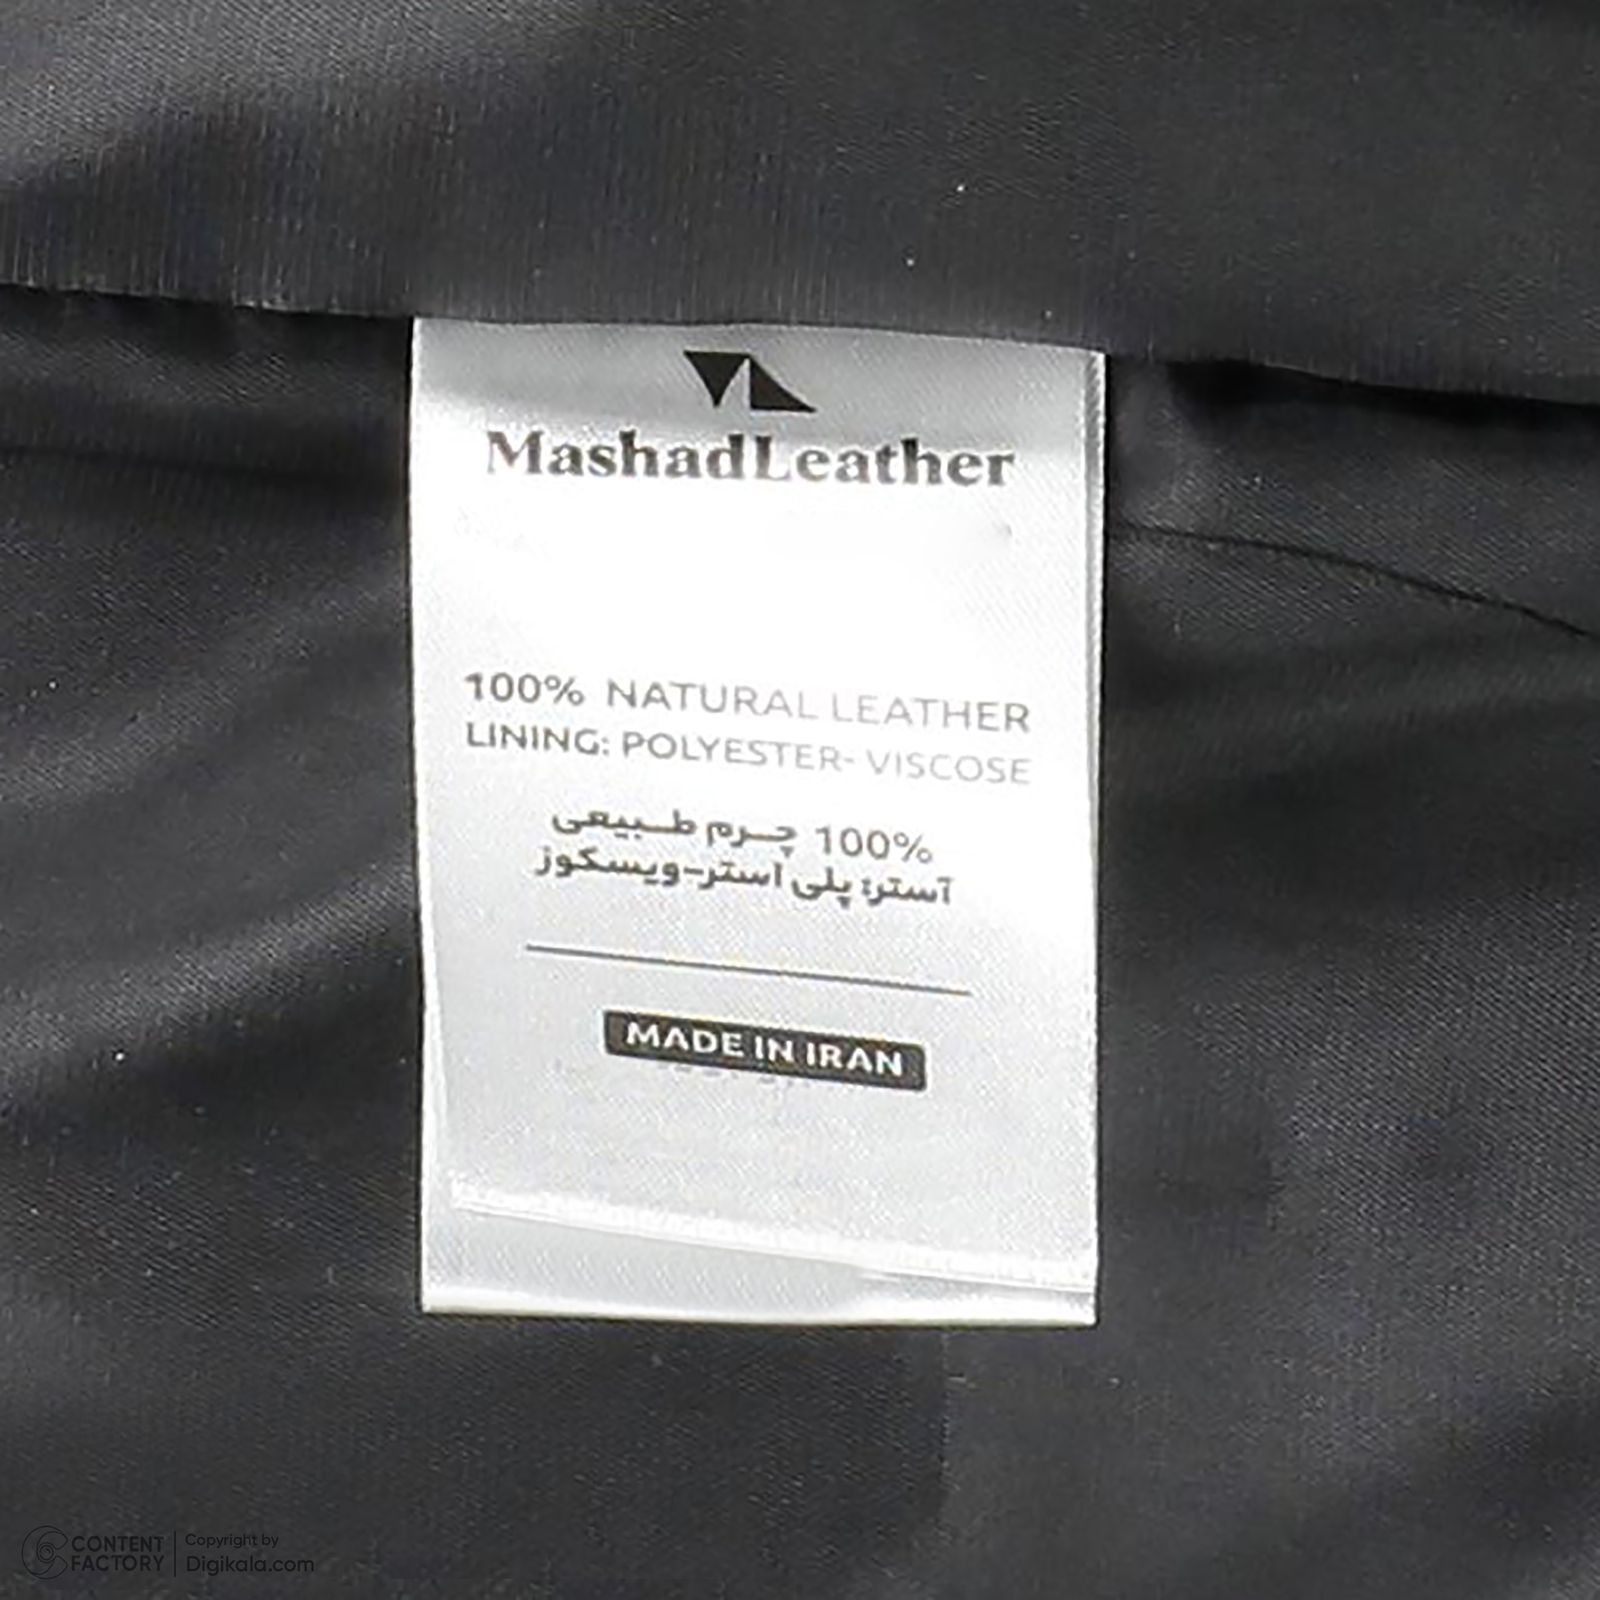 MashadLeather
100% NATURAL LEATHER
LINING: POLYESTER- VISCOSE
100% چرم طبیعی
آستر: پلی استر-ویسکوز
MADE IN IRAN
CONTENT FACTORY
Copyright by
Digikala.com